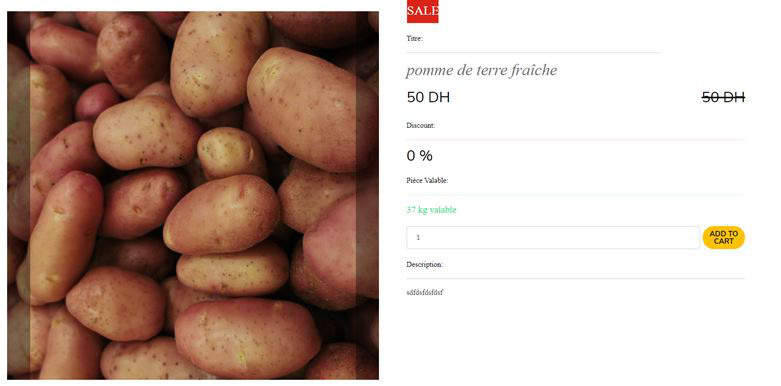 SALE
Titre:
pomme de terre fraîche
50 DH 50 DH
Discount:
0 %
Pièce Valable:
37 kg valable
1
ADD TO
CART
Description:
sdfdsfdsfdsf